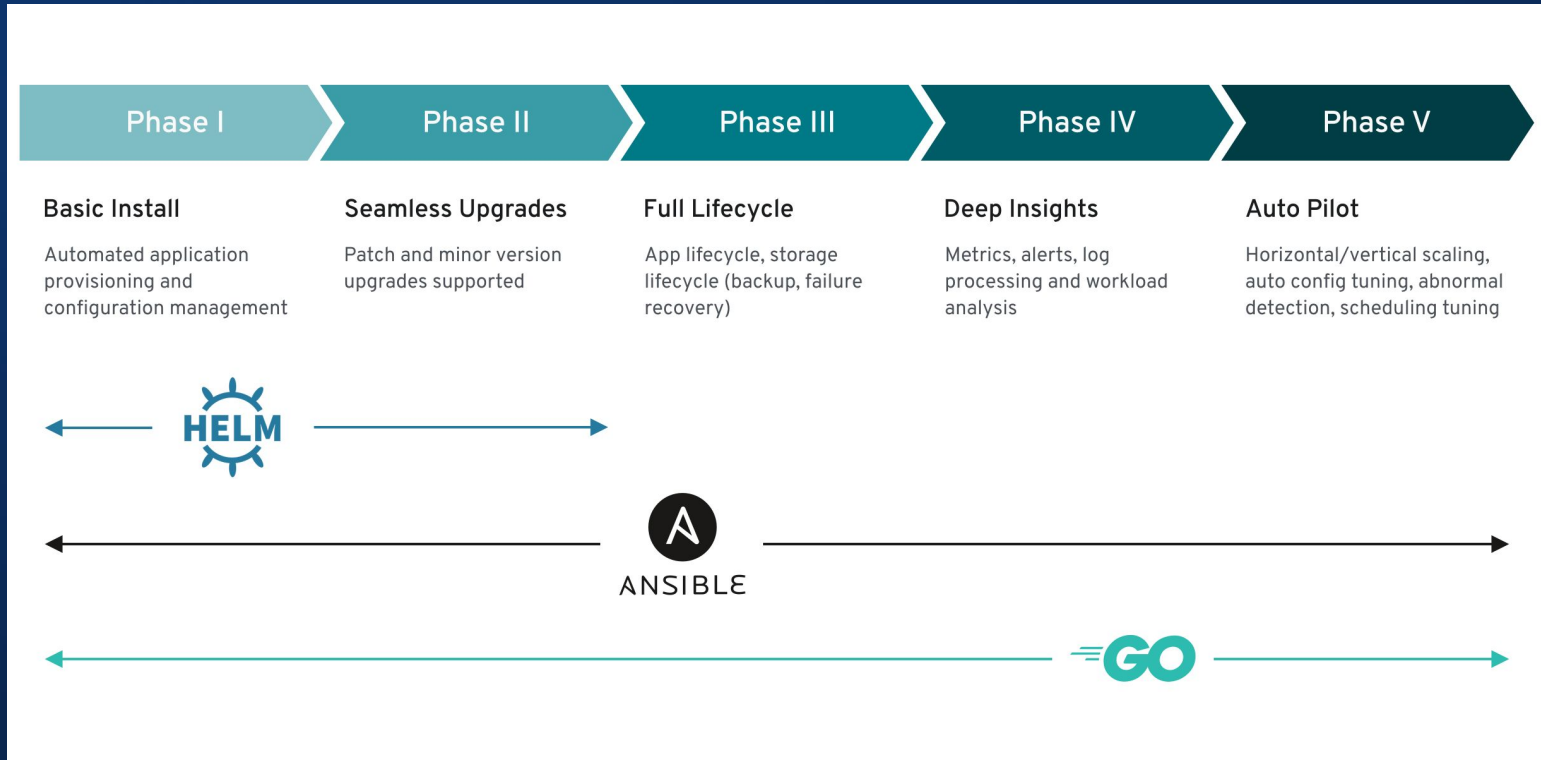 Phase I
Phase II
Phase III
Phase IV
Phase V
Basic Install
Automated application
provisioning and
configuration management
Seamless Upgrades
Patch and minor version
upgrades supported
Full Lifecycle
App lifecycle, storage
lifecycle (backup, failure
recovery)
Deep Insights
Metrics, alerts, log
processing and workload
analysis
Auto Pilot
Horizontal/vertical scaling,
auto config tuning, abnormal
detection, scheduling tuning
HELM
A
ANSIBLE
GO